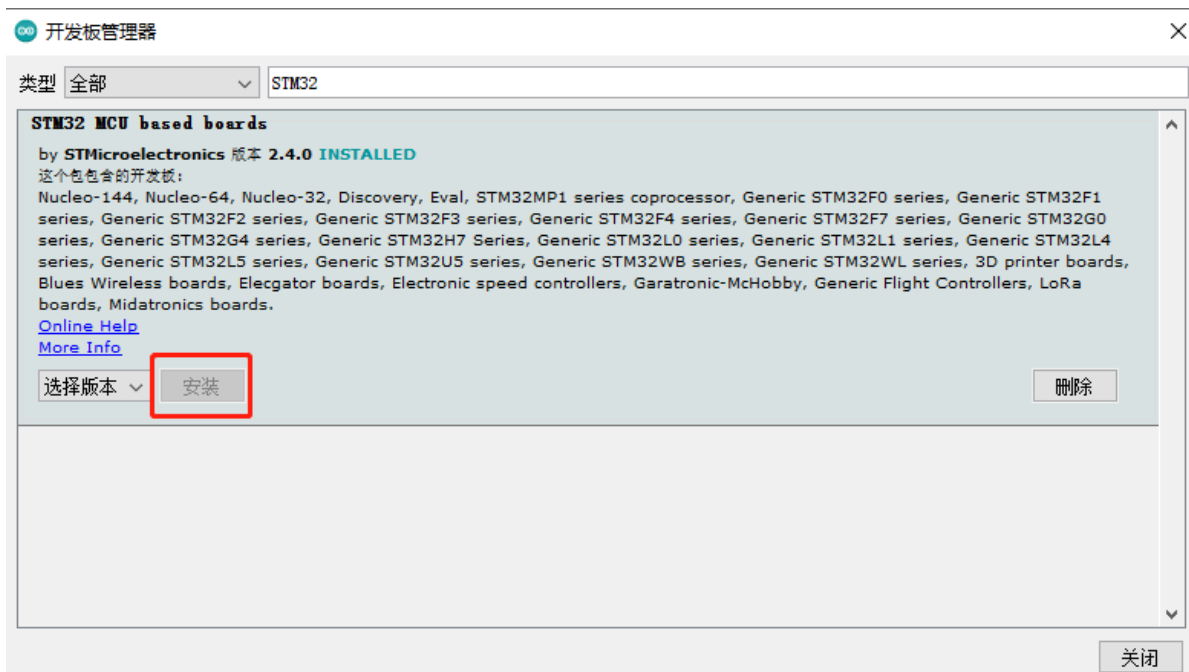 开发板管理器
类型 全部 STM32
STM32 MCU based boards
by STMicroelectronics 版本 2.4.0 INSTALLED
这个包包含的开发板:
Nucleo-144, Nucleo-64, Nucleo-32, Discovery, Eval, STM32MP1 series coprocessor, Generic STM32F0 series, Generic STM32F1
series, Generic STM32F2 series, Generic STM32F3 series, Generic STM32F4 series, Generic STM32F7 series, Generic STM32G0
series, Generic STM32G4 series, Generic STM32H7 Series, Generic STM32L0 series, Generic STM32L1 series, Generic STM32L4
series, Generic STM32L5 series, Generic STM32U5 series, Generic STM32WB series, Generic STM32WL series, 3D printer boards,
Blues Wireless boards, Elecgator boards, Electronic speed controllers, Garatronic-McHobby, Generic Flight Controllers, LoRa
boards, Midatronics boards.
Online Help
More Info
选择版本 安装 删除
关闭